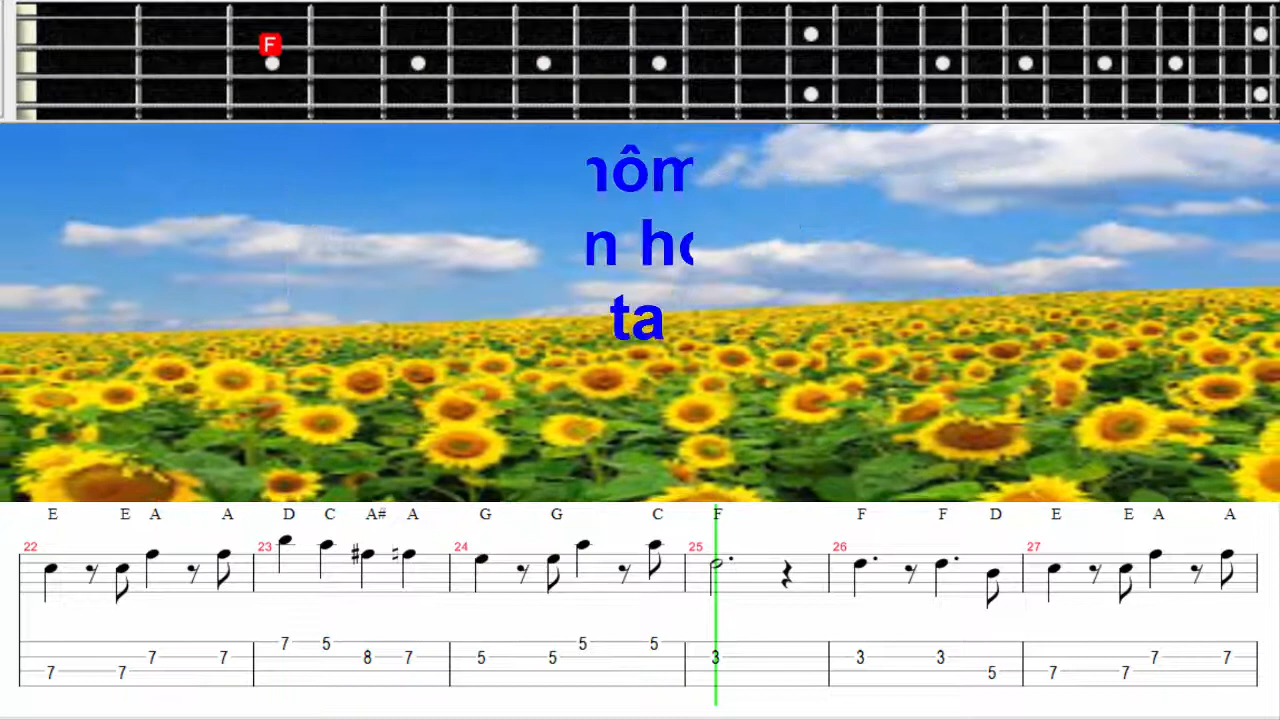 F
hôm
n ho
ta
E E A A D C A# A G G C F F F D E E A A
22 23 24 25 26 27
7 5 5 5
7 7 8 7 5 5 3 3 3 7 7
7 7 5 7 7